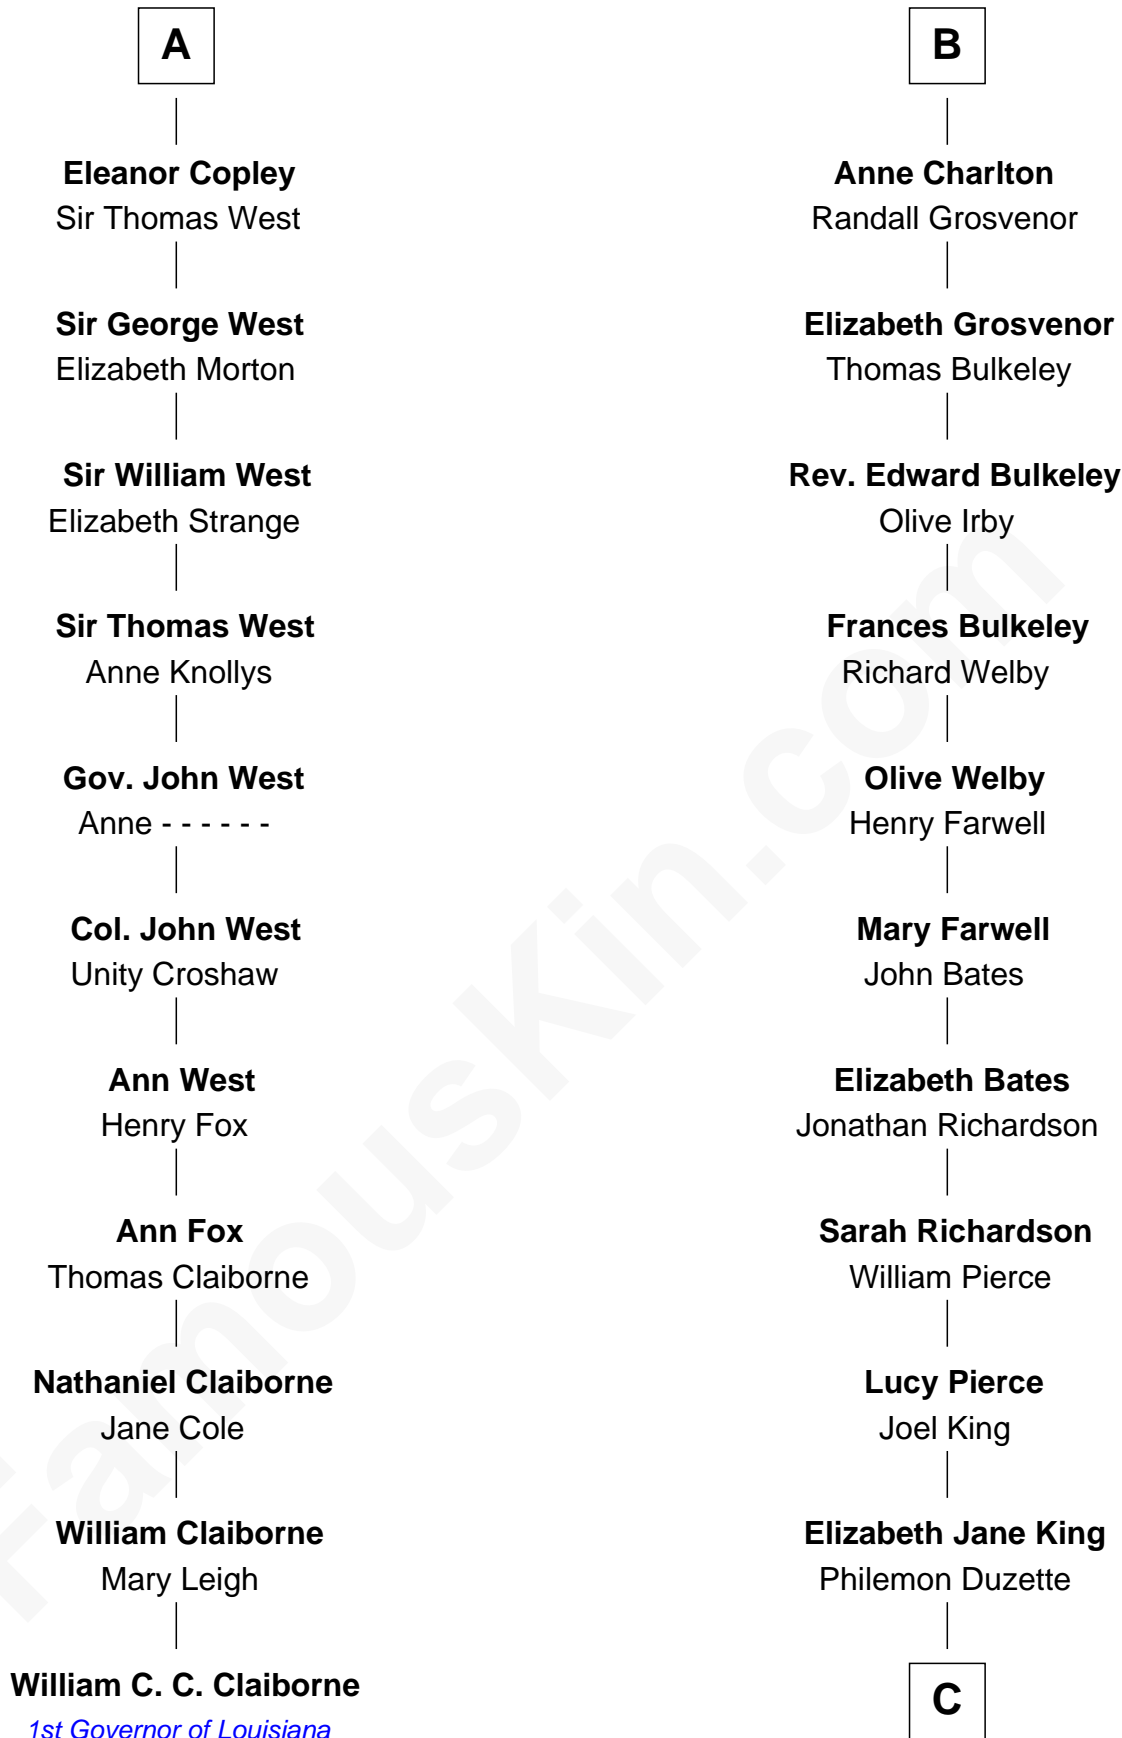 A
Eleanor Copley
Sir Thomas West
Sir George West
Elizabeth Morton
Sir William West
Elizabeth Strange
Sir Thomas West
Anne Knollys
Gov. John West
Anne - - - - - -
Col. John West
Unity Croshaw
Ann West
Henry Fox
Ann Fox
Thomas Claiborne
Nathaniel Claiborne
Jane Cole
William Claiborne
Mary Leigh
William C. C. Claiborne
1st Governor of Louisiana
B
Anne Charlton
Randall Grosvenor
Elizabeth Grosvenor
Thomas Bulkeley
Rev. Edward Bulkeley
Olive Irby
Frances Bulkeley
Richard Welby
Olive Welby
Henry Farwell
Mary Farwell
John Bates
Elizabeth Bates
Jonathan Richardson
Sarah Richardson
William Pierce
Lucy Pierce
Joel King
Elizabeth Jane King
Philemon Duzette
C
FamousKin.com